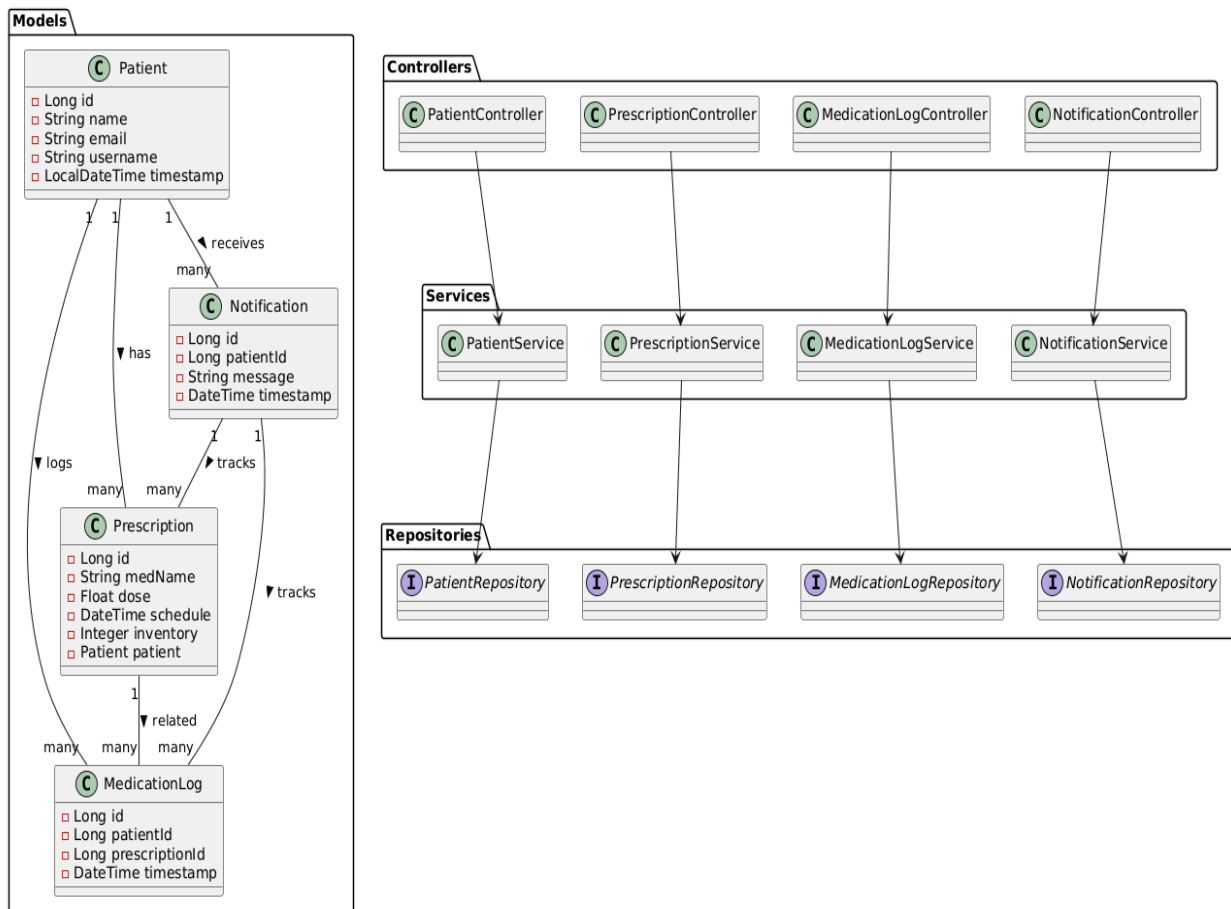 Models
C Patient
Long id
String name
String email
String username
LocalDateTime timestamp
1
1
1
receives
many
C Notification
Long id
Long patientId
String message
DateTime timestamp
has
logs
1
1
tracks
many
many
C Prescription
Long id
String medName
Float dose
DateTime schedule
Integer inventory
Patient patient
tracks
1
related
many
many
many
C MedicationLog
Long id
Long patientId
Long prescriptionId
DateTime timestamp
Controllers
C PatientController
C PrescriptionController
C MedicationLogController
C NotificationController
Services
C PatientService
C PrescriptionService
C MedicationLogService
C NotificationService
Repositories
I PatientRepository
I PrescriptionRepository
I MedicationLogRepository
I NotificationRepository